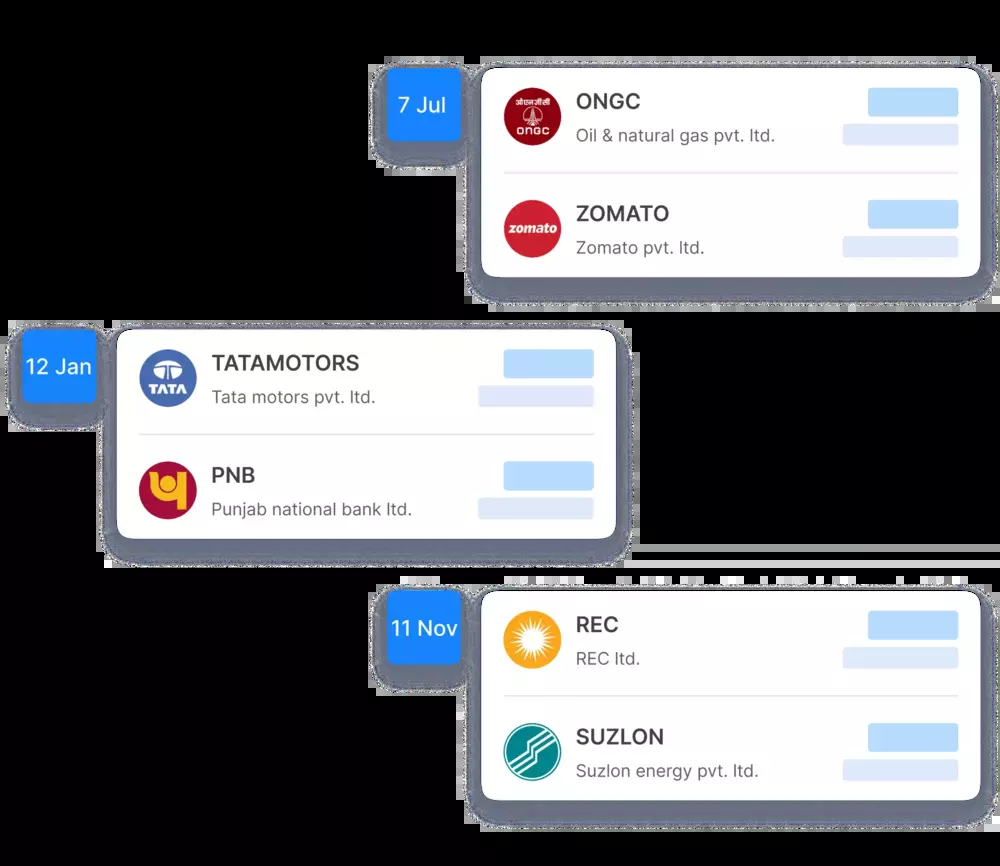 7 Jul
ओएनजीसी
ONGC
ONGC
Oil & natural gas pvt. ltd.
zomato
ZOMATO
Zomato pvt. ltd.
12 Jan
TATA
TATAMOTORS
Tata motors pvt. ltd.
PNB
Punjab national bank ltd.
11 Nov
REC
REC ltd.
SUZLON
Suzlon energy pvt. ltd.